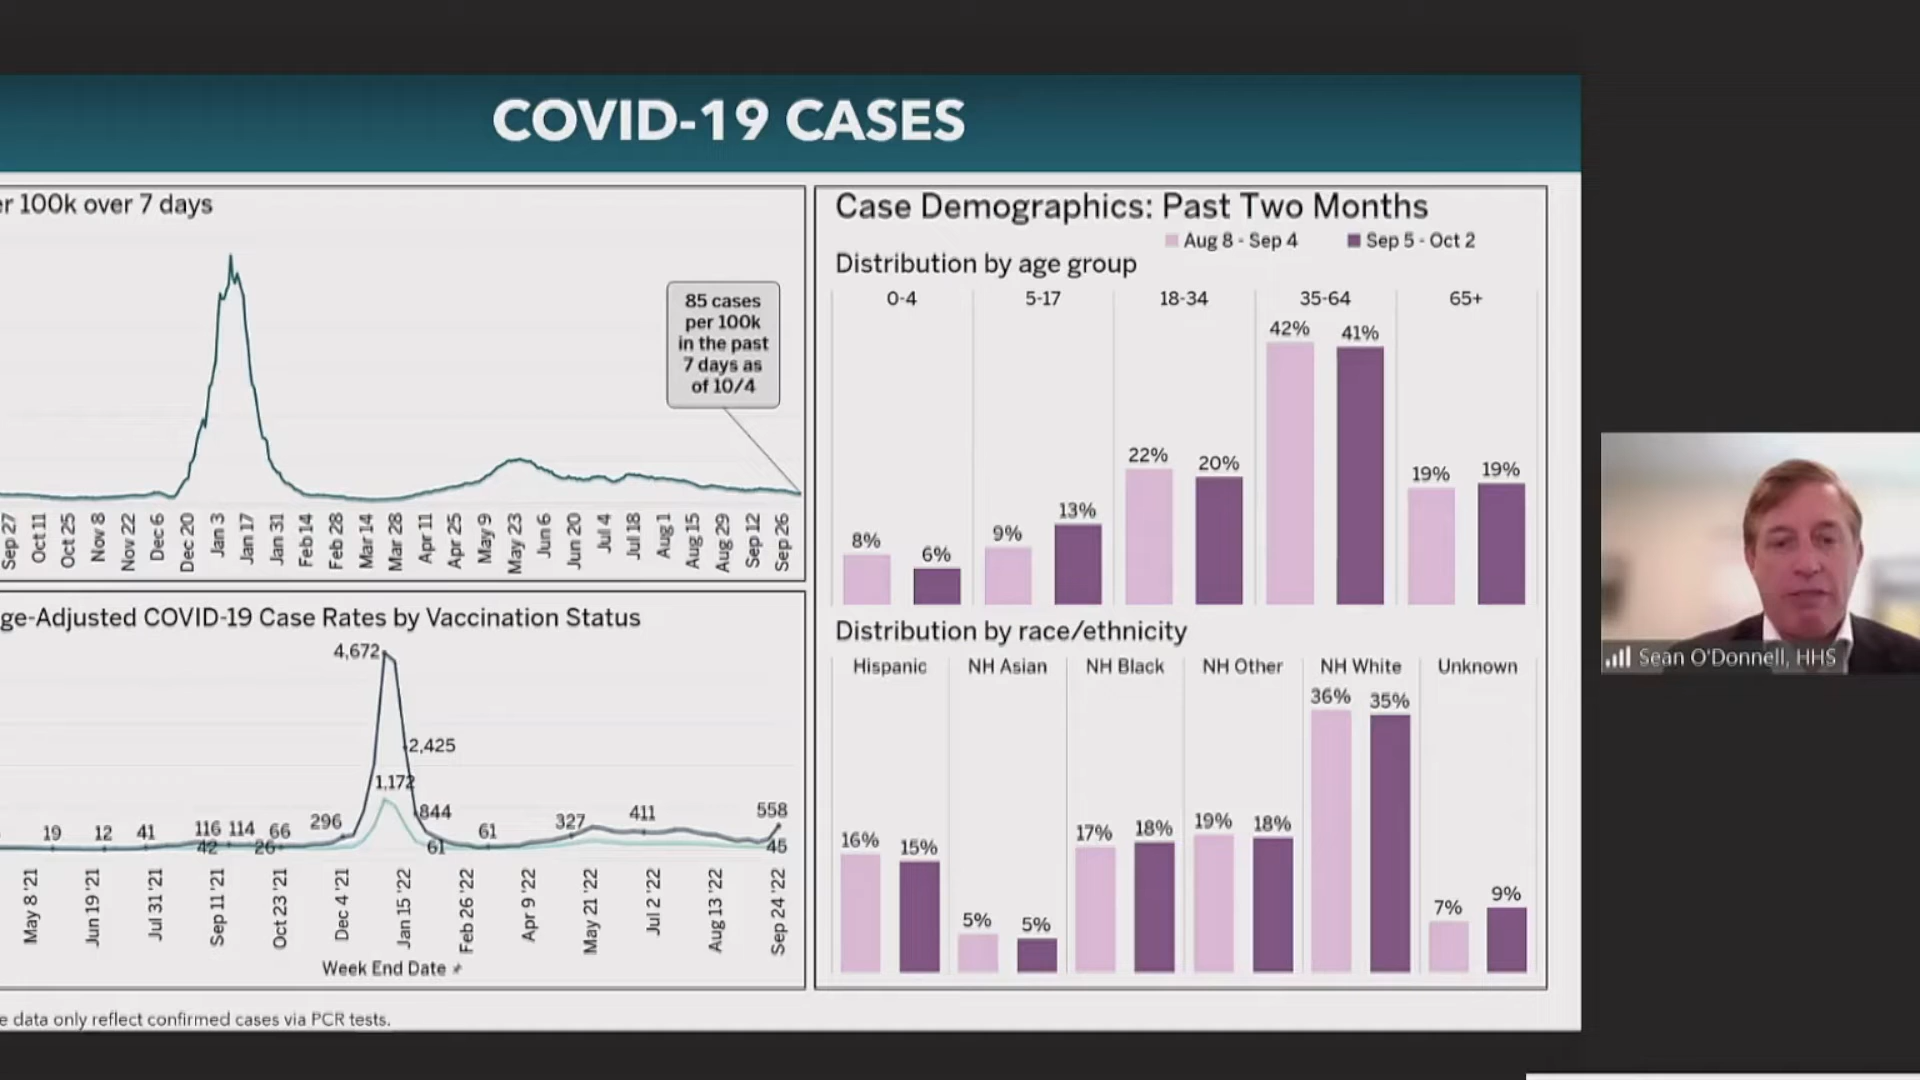 COVID-19 CASES
er 100k over 7 days
85 cases
per 100k
in the past
7 days as
of 10/4
Sep 27 Oct 11 Oct 25 Nov 8 Nov 22 Dec 6 Dec 20 Jan 3 Jan 17 Jan 31 Feb 14 Feb 28 Mar 14 Mar 28 Apr 11 Apr 25 May 9 May 23 Jun 6 Jun 20 Jul 4 Jul 18 Aug 1 Aug 15 Aug 29 Sep 12 Sep 26
ge-Adjusted COVID-19 Case Rates by Vaccination Status
4,672
2,425
1,172
19 12 41 116 114 66 296 844 61 327 411 558
42 26 61 45
May 8 '21 Jun 19 '21 Jul 31 '21 Sep 11 '21 Oct 23 '21 Dec 4 '21 Jan 15 '22 Feb 26 '22 Apr 9 '22 May 21 '22 Jul 2 '22 Aug 13 '22 Sep 24 '22
Week End Date
e data only reflect confirmed cases via PCR tests.
Case Demographics: Past Two Months
Aug 8 - Sep 4 Sep 5 - Oct 2
Distribution by age group
0-4 5-17 18-34 35-64 65+
8% 6% 9% 13% 22% 20% 42% 41% 19% 19%
Distribution by race/ethnicity
Hispanic NH Asian NH Black NH Other NH White Unknown
16% 15% 5% 5% 17% 18% 19% 18% 36% 35% 7% 9%
Sean O'Donnell, HHS